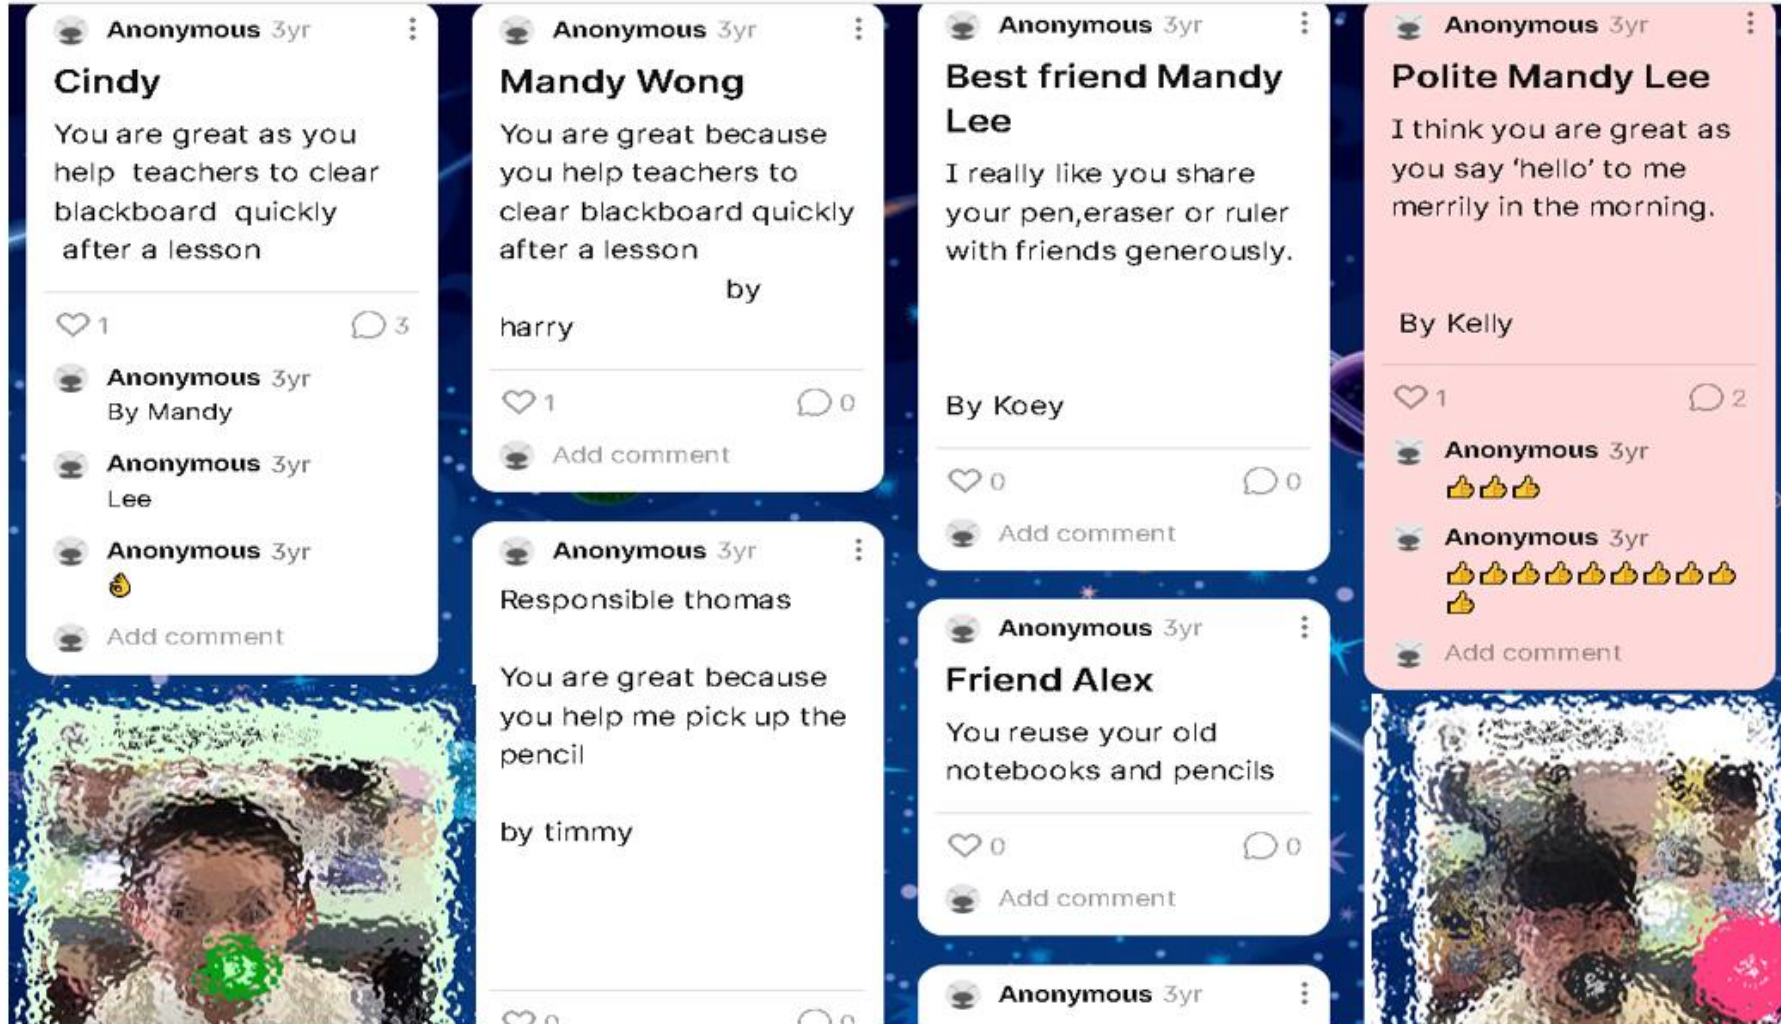 Anonymous 3yr
Cindy
You are great as you
help teachers to clear
blackboard quickly
after a lesson
1
3
Anonymous 3yr
By Mandy
Anonymous 3yr
Lee
Anonymous 3yr
👌
Add comment
Anonymous 3yr
Mandy Wong
You are great because
you help teachers to
clear blackboard quickly
after a lesson
by
harry
1
0
Add comment
Anonymous 3yr
Responsible thomas
You are great because
you help me pick up the
pencil
by timmy
Anonymous 3yr
Best friend Mandy
Lee
I really like you share
your pen,eraser or ruler
with friends generously.
By Koey
0
0
Add comment
Anonymous 3yr
Friend Alex
You reuse your old
notebooks and pencils
0
0
Add comment
Anonymous 3yr
Anonymous 3yr
Polite Mandy Lee
I think you are great as
you say ‘hello’ to me
merrily in the morning.
By Kelly
1
2
Anonymous 3yr
👍👍👍
Anonymous 3yr
👍👍👍👍👍👍👍👍👍
👍
Add comment